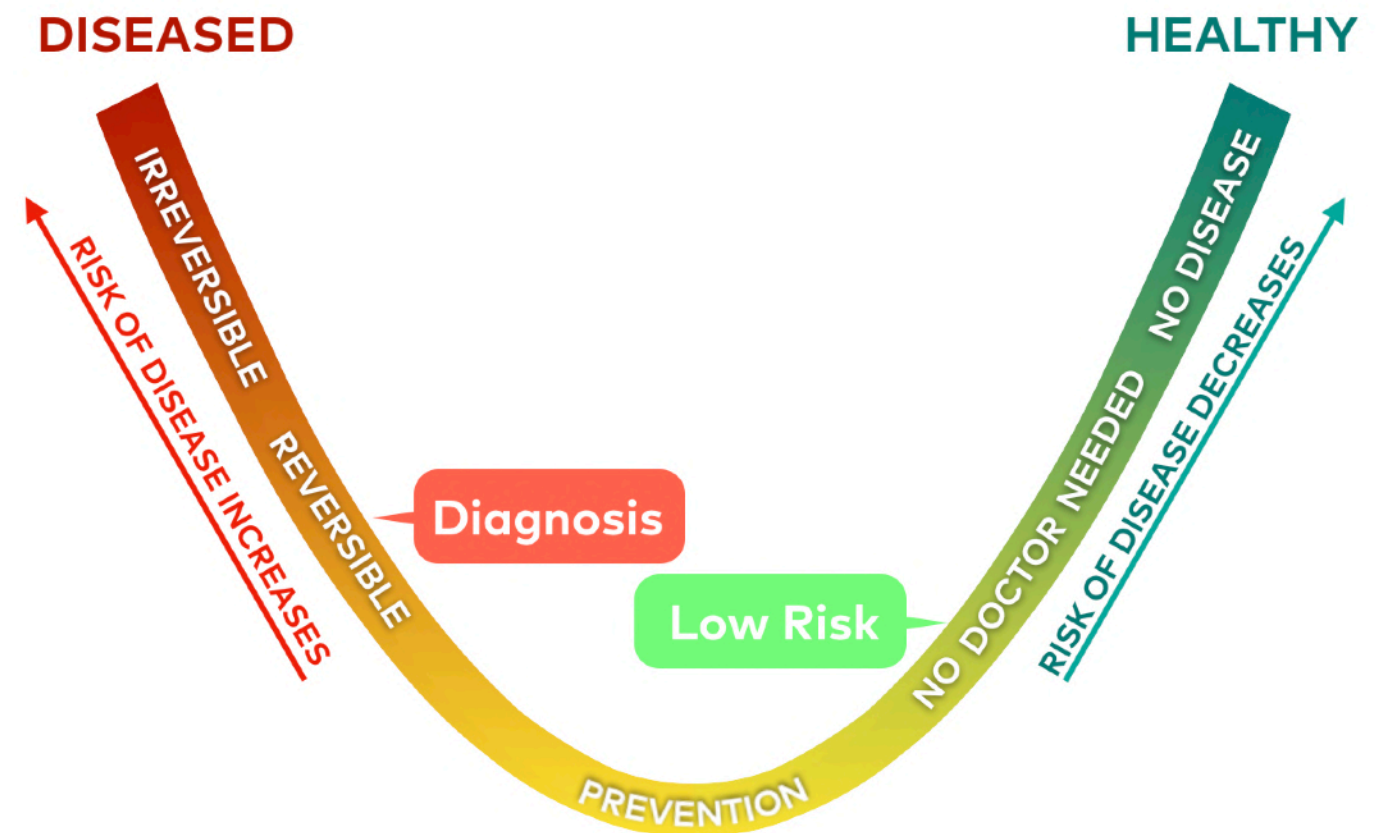 DISEASED
HEALTHY
IRREVERSIBLE
REVERSIBLE
RISK OF DISEASE INCREASES
Diagnosis
Low Risk
PREVENTION
NO DOCTOR NEEDED
NO DISEASE
RISK OF DISEASE DECREASES